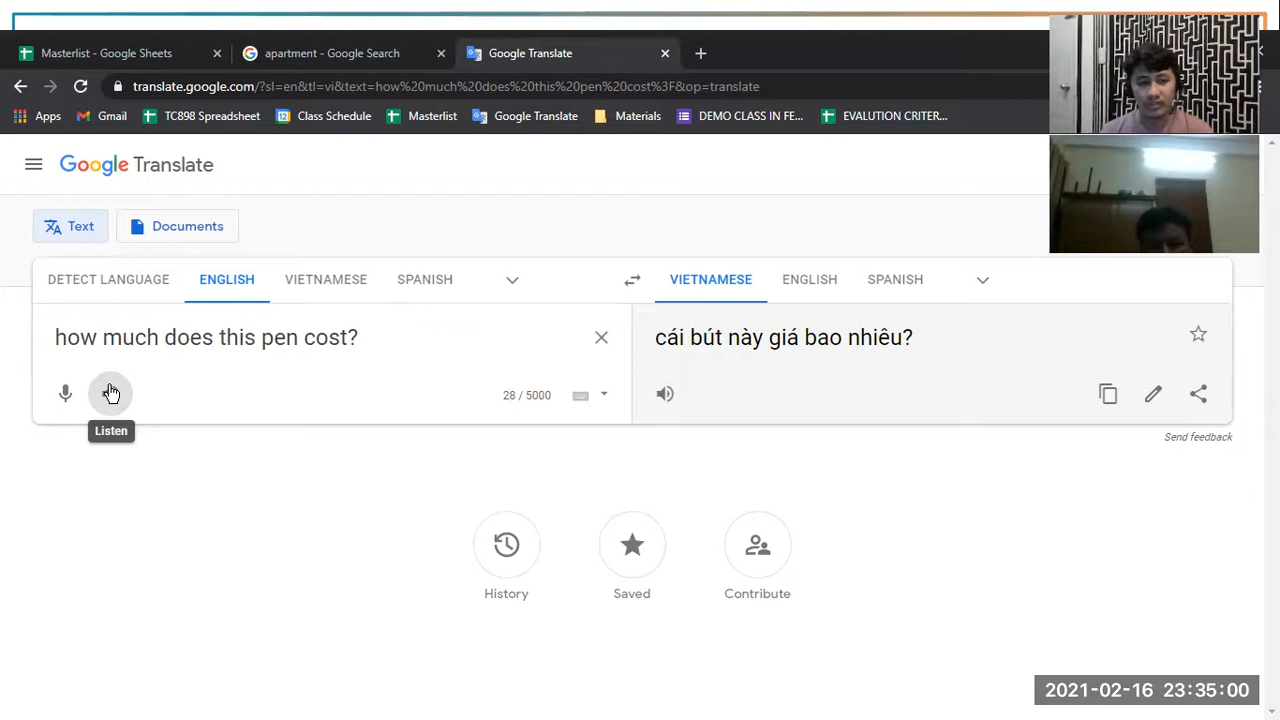 Masterlist - Google Sheets
apartment - Google Search
Google Translate
translate.google.com/?sl=en&tl=vi&text=how%20much%20does%20this%20pen%20cost%3F&op=translate
Apps
Gmail
TC898 Spreadsheet
Class Schedule
Masterlist
Google Translate
Materials
DEMO CLASS IN FE...
EVALUTION CRITER...
Google Translate
Text
Documents
DETECT LANGUAGE
ENGLISH
VIETNAMESE
SPANISH
VIETNAMESE
ENGLISH
SPANISH
how much does this pen cost?
cái bút này giá bao nhiêu?
28 / 5000
Listen
Send feedback
History
Saved
Contribute
2021-02-16 23:35:00